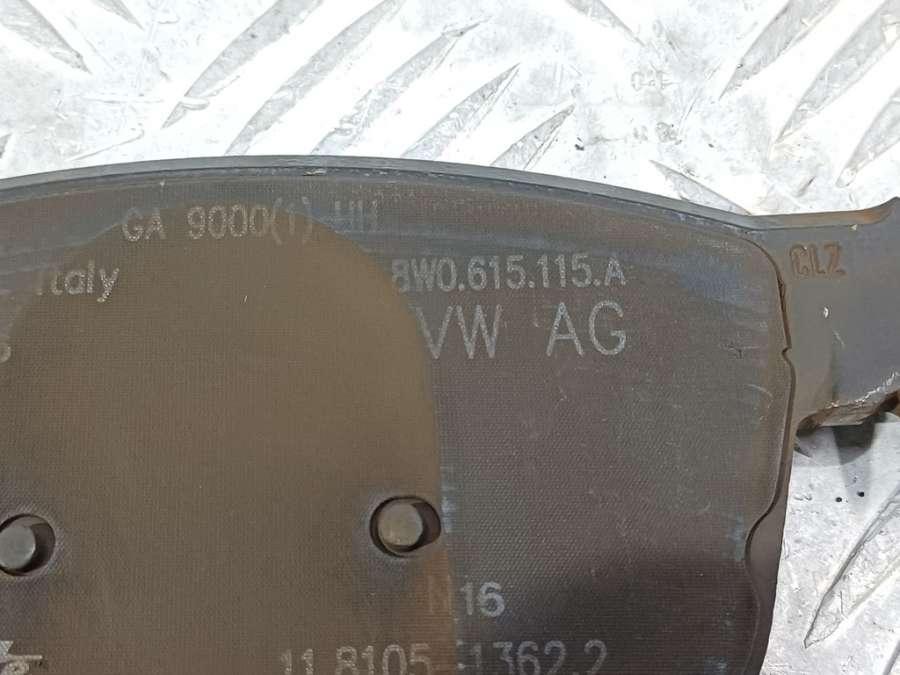 GA 9000(1) HH
Italy
8W0.615.115.A
CLZ
VW AG
N16
11.8105-1362.2